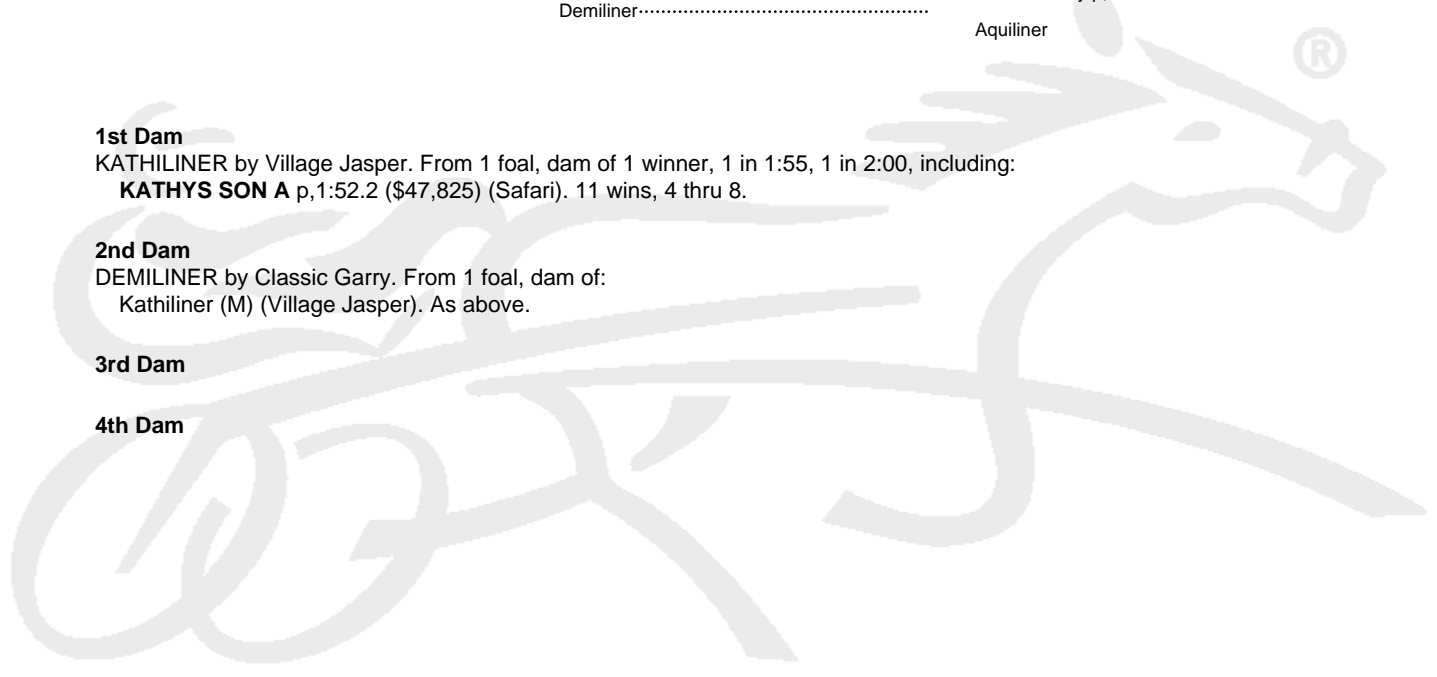 Demiliner
Aquiliner
®
1st Dam
KATHILINER by Village Jasper. From 1 foal, dam of 1 winner, 1 in 1:55, 1 in 2:00, including:
KATHYS SON A p,1:52.2 ($47,825) (Safari). 11 wins, 4 thru 8.
2nd Dam
DEMILINER by Classic Garry. From 1 foal, dam of:
Kathiliner (M) (Village Jasper). As above.
3rd Dam
4th Dam